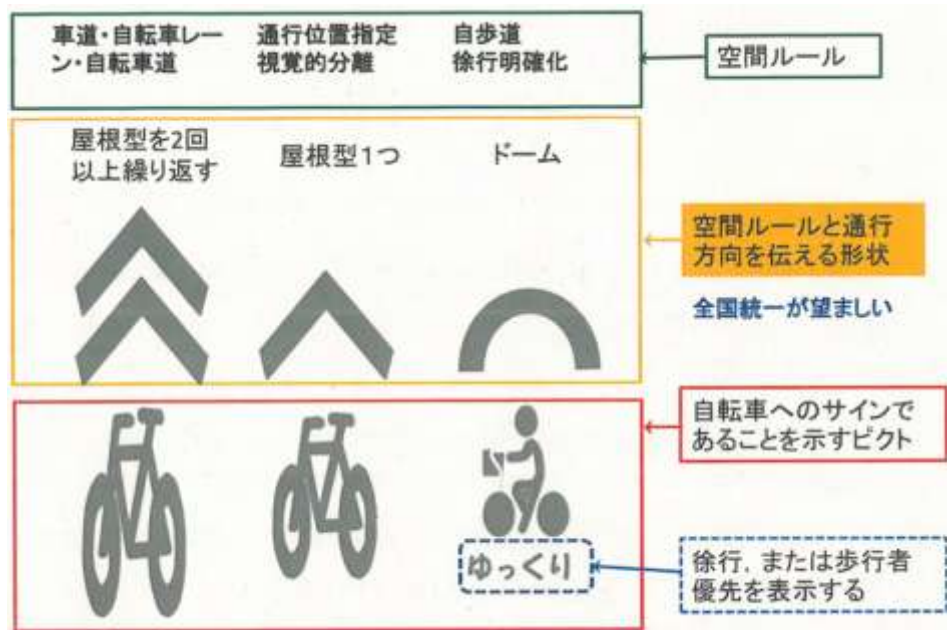 車道・自転車レー
ン・自転車道
通行位置指定
視覚的分離
自歩道
徐行明確化
空間ルール
屋根型を2回
以上繰り返す
屋根型1つ
ドーム
空間ルールと通行
方向を伝える形状
全国統一が望ましい
自転車へのサインで
あることを示すピクト
ゆっくり
徐行，または歩行者
優先を表示する